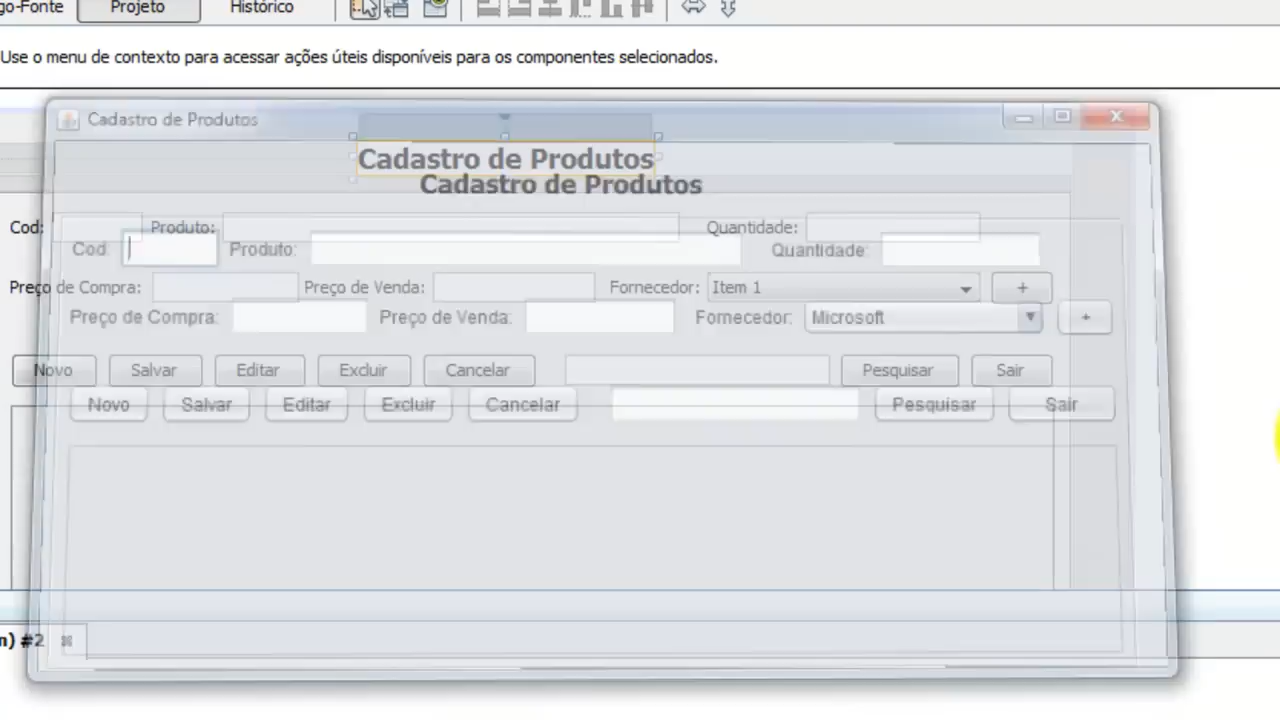 go-Fonte Projeto Histórico
Use o menu de contexto para acessar ações úteis disponíveis para os componentes selecionados.
Cadastro de Produtos
Cadastro de Produtos
Cadastro de Produtos
Cod: Produto: Quantidade:
Cod: Produto: Quantidade:
Preço de Compra: Preço de Venda: Fornecedor: Item 1 +
Preço de Compra: Preço de Venda: Fornecedor: Microsoft +
Novo Salvar Editar Excluir Cancelar Pesquisar Sair
Novo Salvar Editar Excluir Cancelar Pesquisar Sair
n) #2